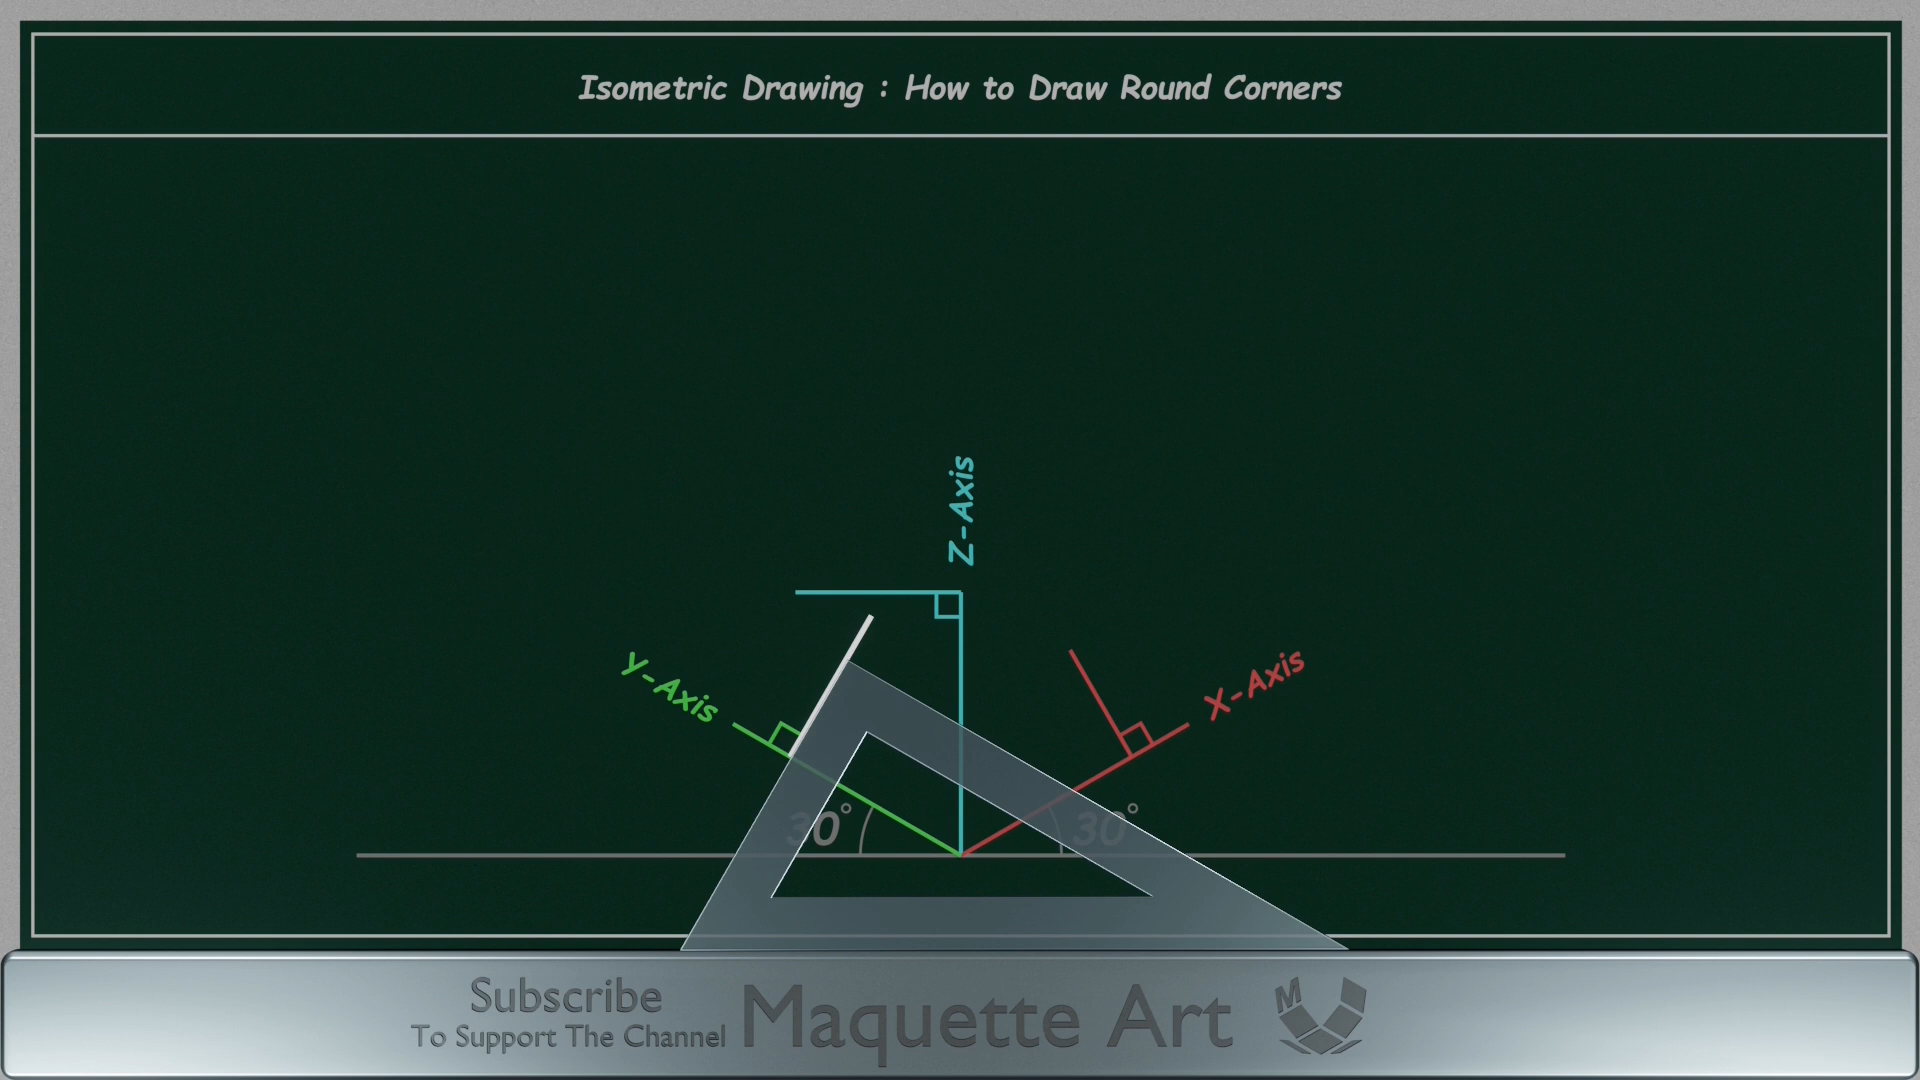 Isometric Drawing : How to Draw Round Corners
Z-Axis
Y-Axis
X-Axis
30°
30°
Subscribe
To Support The Channel
Maquette Art
M